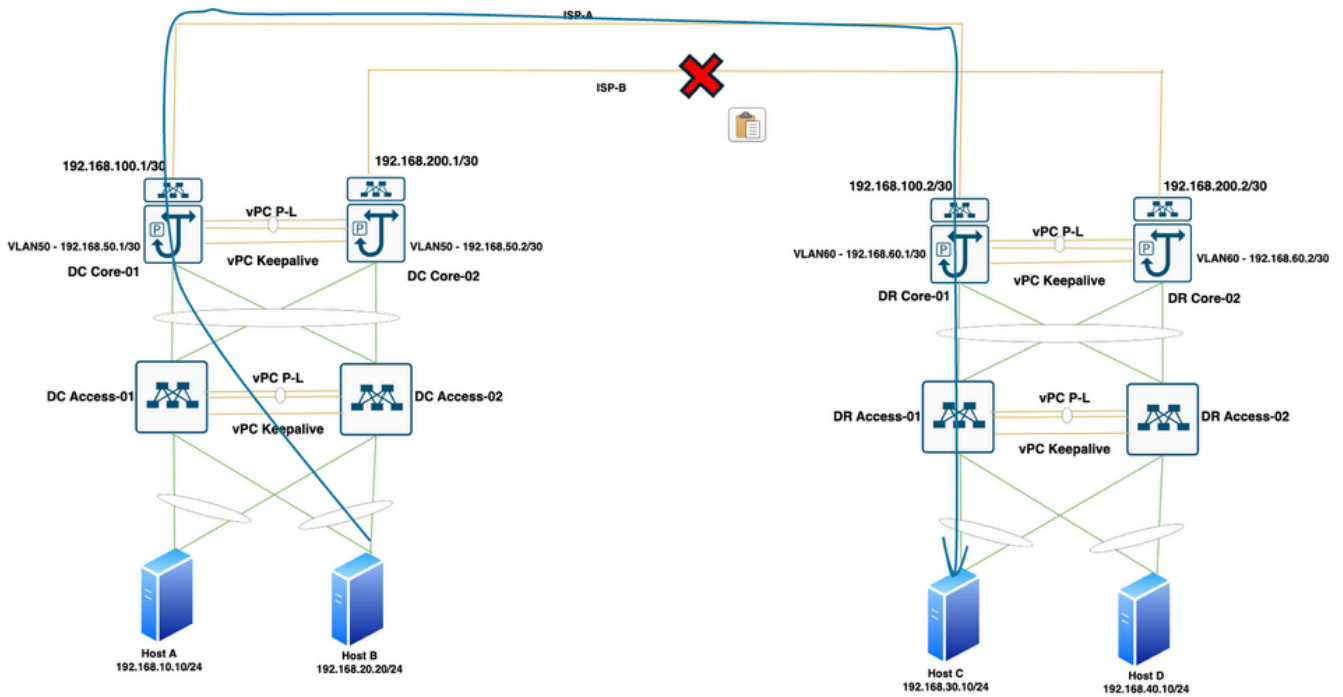 ISP-A
ISP-B
192.168.100.1/30
192.168.200.1/30
192.168.100.2/30
192.168.200.2/30
vPC P-L
P
P
VLAN50 - 192.168.50.1/30
VLAN50 - 192.168.50.2/30
vPC Keepalive
DC Core-01
DC Core-02
vPC P-L
P
P
VLAN60 - 192.168.60.1/30
VLAN60 - 192.168.60.2/30
vPC Keepalive
DR Core-01
DR Core-02
vPC P-L
DC Access-01
DC Access-02
vPC Keepalive
vPC P-L
DR Access-01
DR Access-02
vPC Keepalive
Host A
192.168.10.10/24
Host B
192.168.20.20/24
Host C
192.168.30.10/24
Host D
192.168.40.10/24